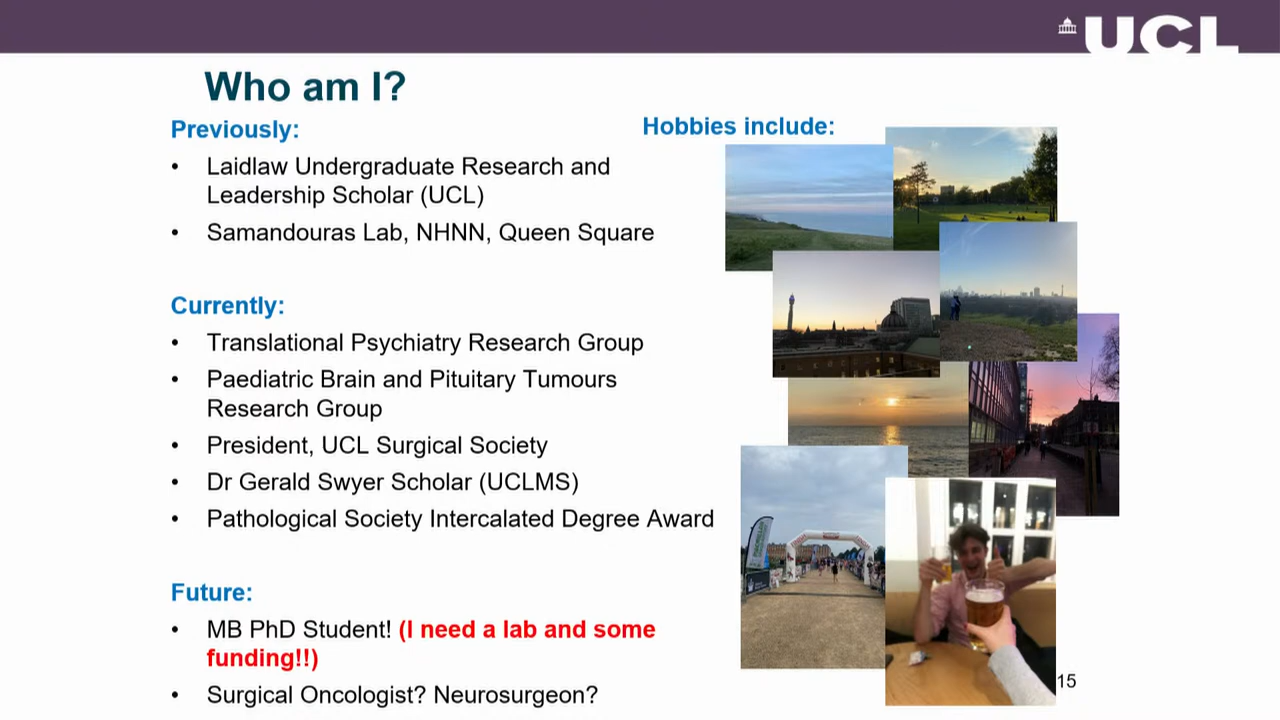 UCL
Who am I?
Previously:
• Laidlaw Undergraduate Research and
Leadership Scholar (UCL)
• Samandouras Lab, NHNN, Queen Square
Currently:
• Translational Psychiatry Research Group
• Paediatric Brain and Pituitary Tumours
Research Group
• President, UCL Surgical Society
• Dr Gerald Swyer Scholar (UCLMS)
• Pathological Society Intercalated Degree Award
Future:
• MB PhD Student! (I need a lab and some
funding!!)
• Surgical Oncologist? Neurosurgeon?
Hobbies include:
15